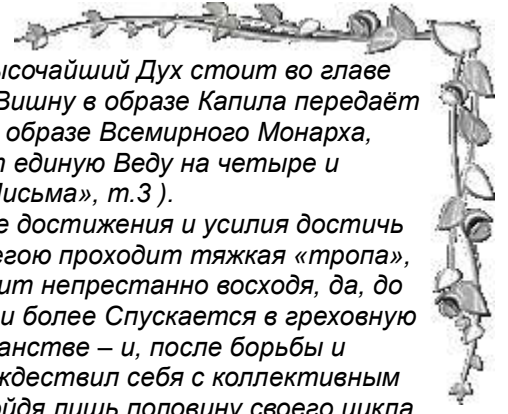 ысочайший Дух стоит во главе
Вишну в образе Капила передаёт
образе Всемирного Монарха,
т единую Веду на четыре и
Письма», т.3 ).
е достижения и усилия достичь
егою проходит тяжкая «тропа»,
ит непрестанно восходя, да, до
и более Спускается в греховную
анстве – и, после борьбы и
ждествил себя с коллективным
ойдя лишь половину своего цикла